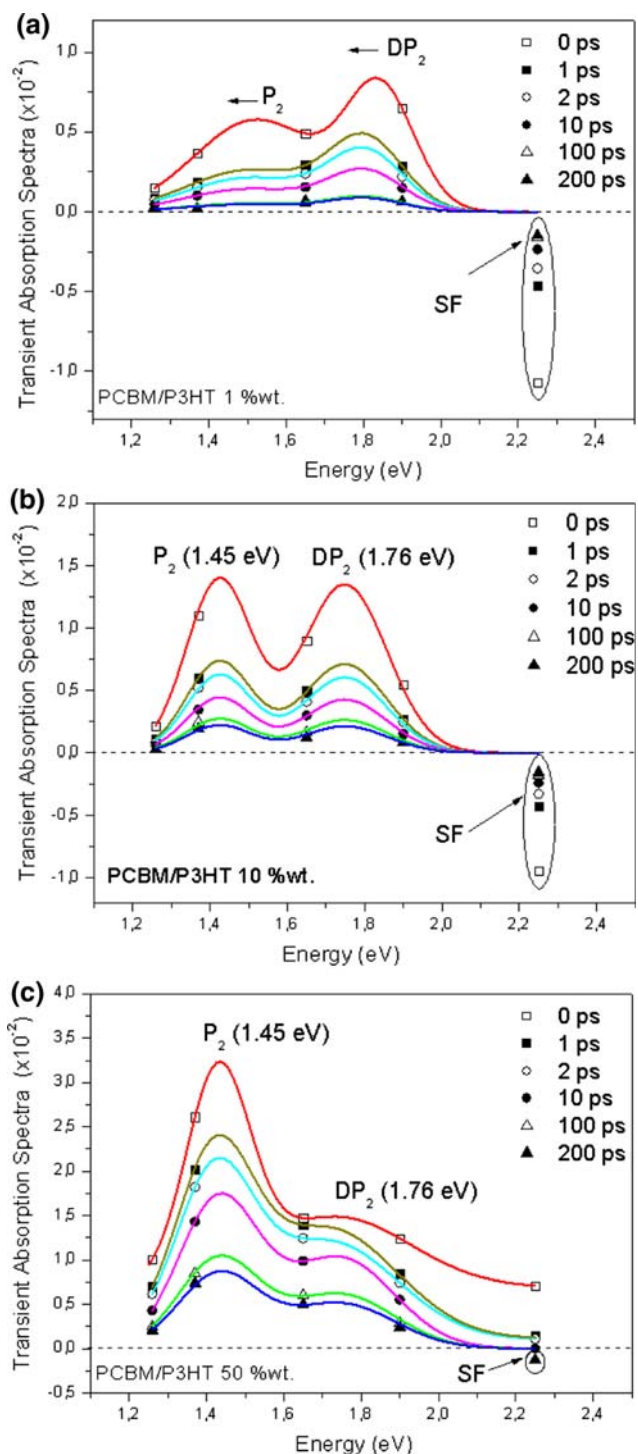 (a)
Transient Absorption Spectra (x10⁻²)
1,0
0,5
0,0
-0,5
-1,0
P₂
DP₂
0 ps
1 ps
2 ps
10 ps
100 ps
200 ps
SF
PCBM/P3HT 1 %wt.
1,2 1,4 1,6 1,8 2,0 2,2 2,4
Energy (eV)
(b)
Transient Absorption Spectra (x10⁻²)
2,0
1,5
1,0
0,5
0,0
-0,5
-1,0
P₂ (1.45 eV) DP₂ (1.76 eV)
0 ps
1 ps
2 ps
10 ps
100 ps
200 ps
SF
PCBM/P3HT 10 %wt.
1,2 1,4 1,6 1,8 2,0 2,2 2,4
Energy (eV)
(c)
Transient Absorption Spectra (x10⁻²)
4,0
3,5
3,0
2,5
2,0
1,5
1,0
0,5
0,0
-0,5
P₂ (1.45 eV)
DP₂ (1.76 eV)
0 ps
1 ps
2 ps
10 ps
100 ps
200 ps
SF
PCBM/P3HT 50 %wt.
1,2 1,4 1,6 1,8 2,0 2,2 2,4
Energy (eV)